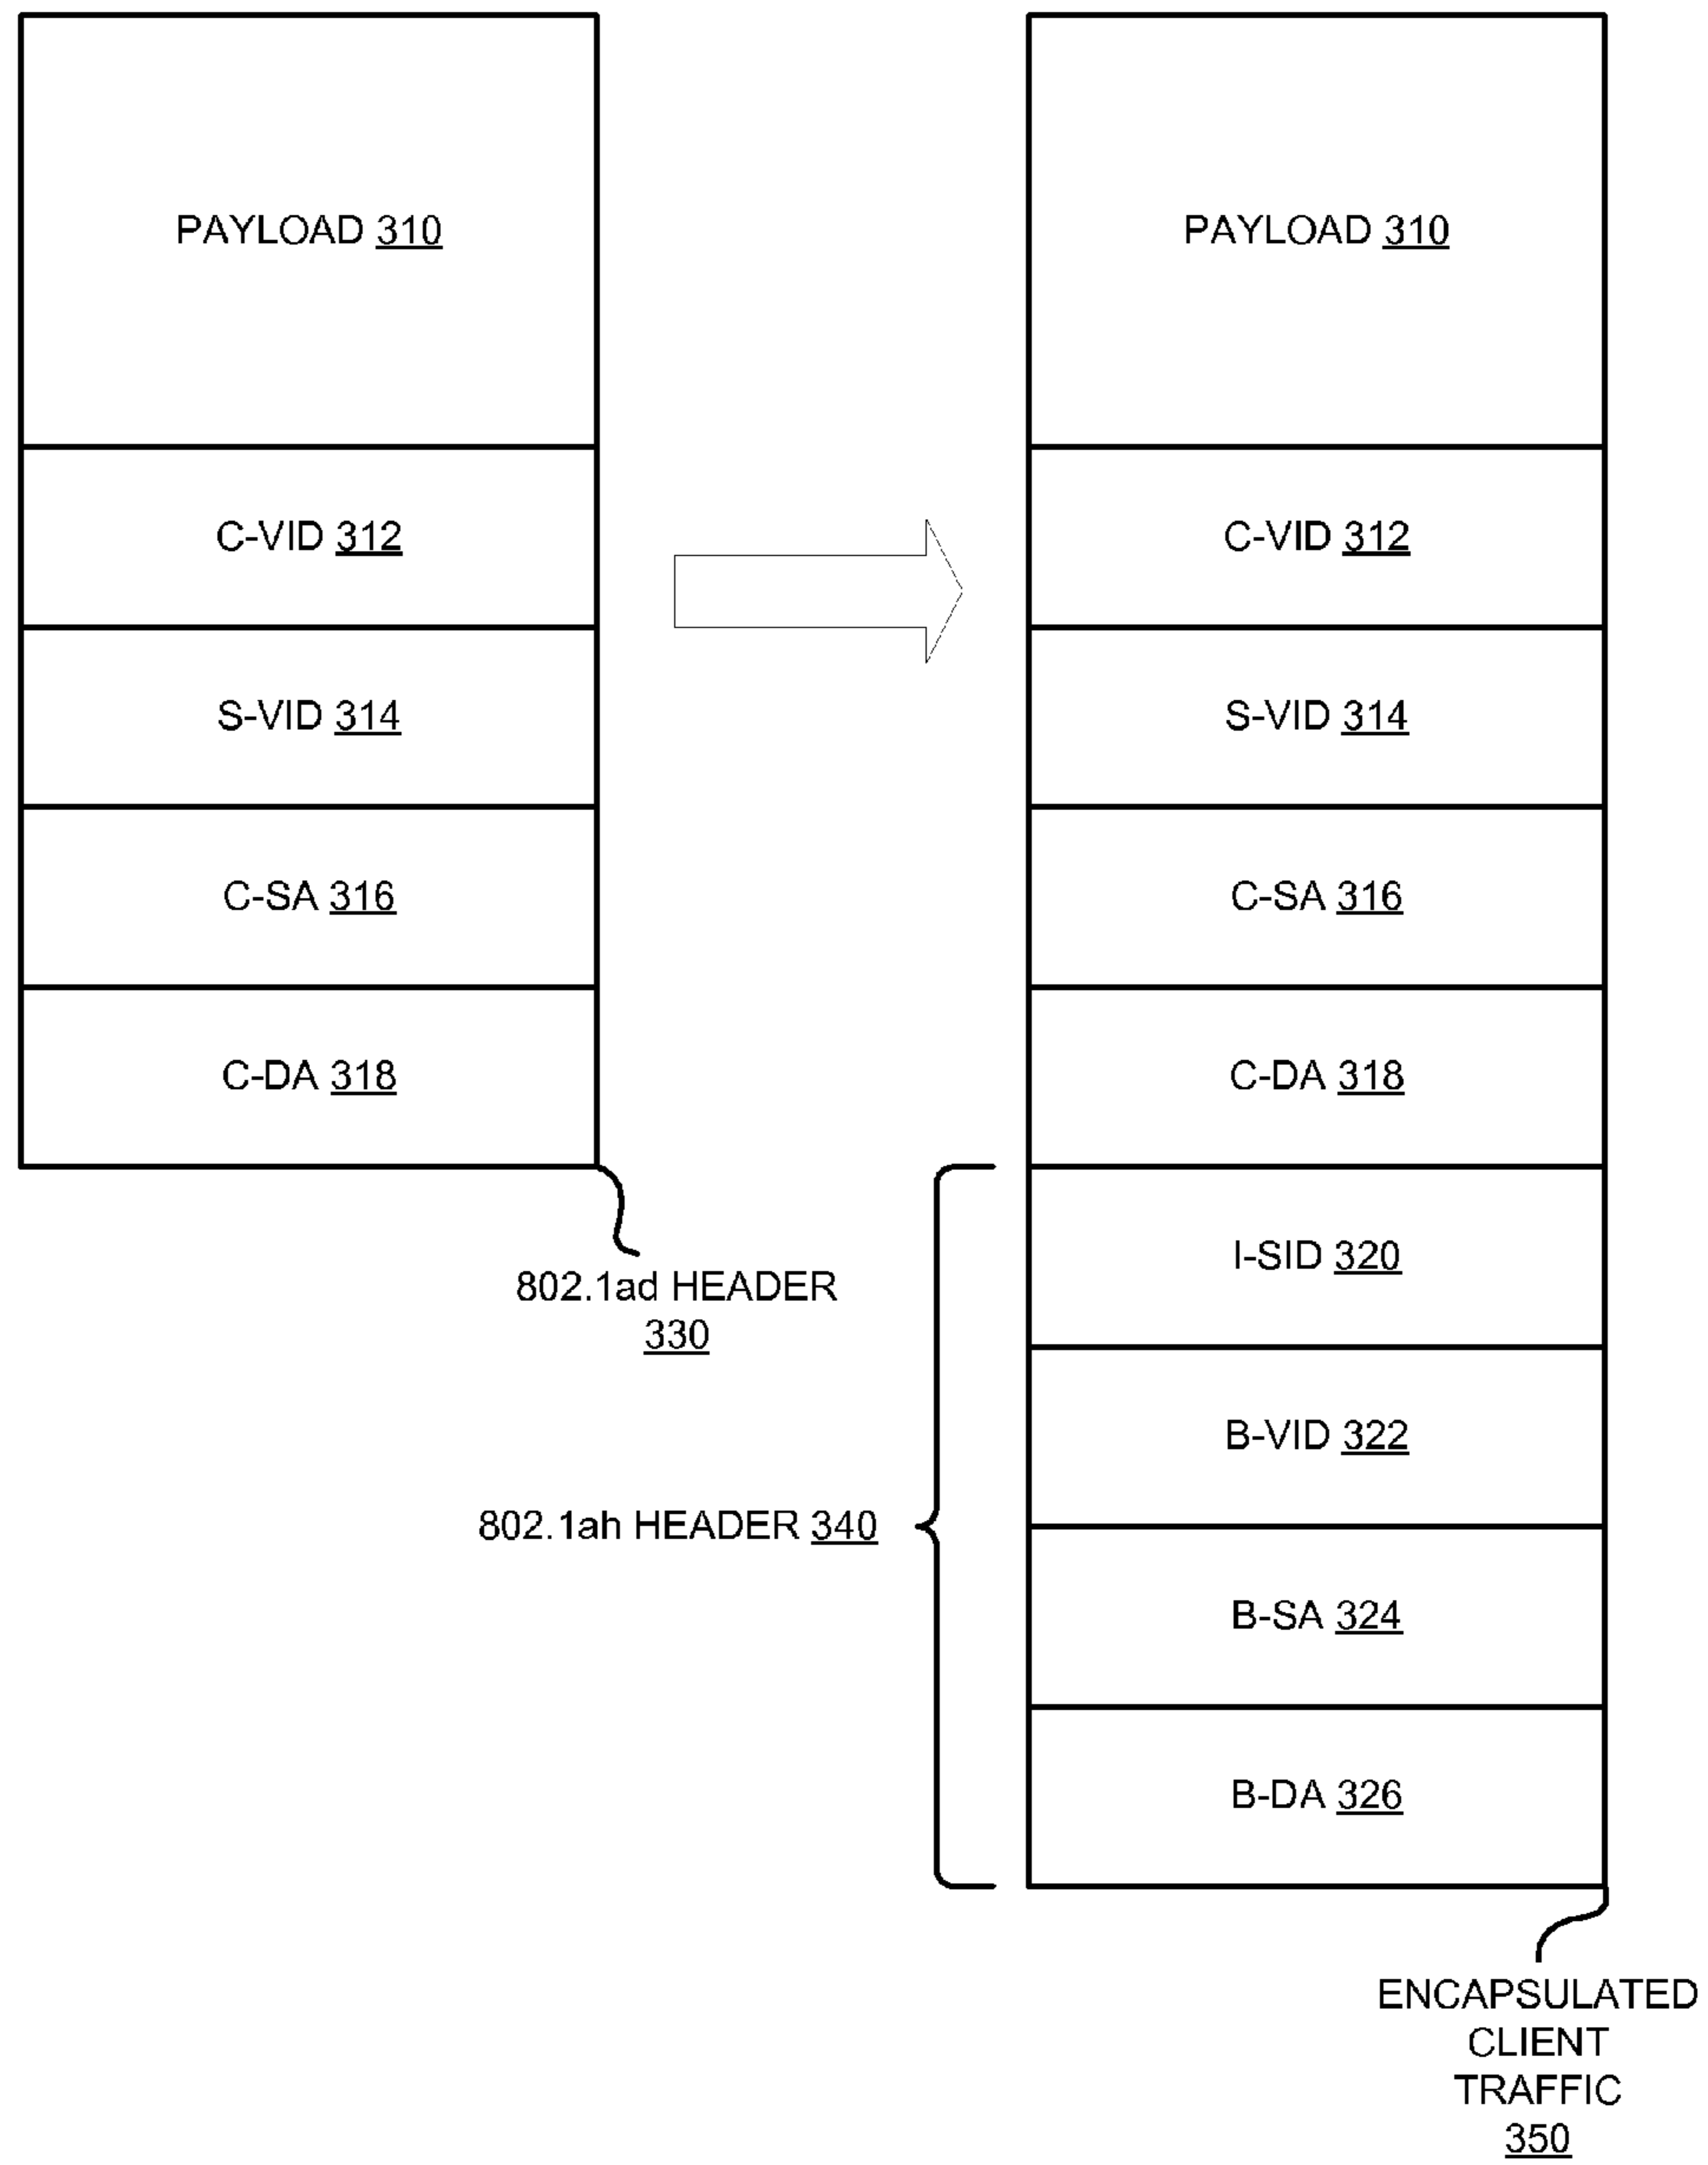 PAYLOAD 310
C-VID 312
S-VID 314
C-SA 316
C-DA 318
802.1ad HEADER
330
PAYLOAD 310
C-VID 312
S-VID 314
C-SA 316
C-DA 318
I-SID 320
B-VID 322
B-SA 324
B-DA 326
802.1ah HEADER 340
ENCAPSULATED
CLIENT
TRAFFIC
350